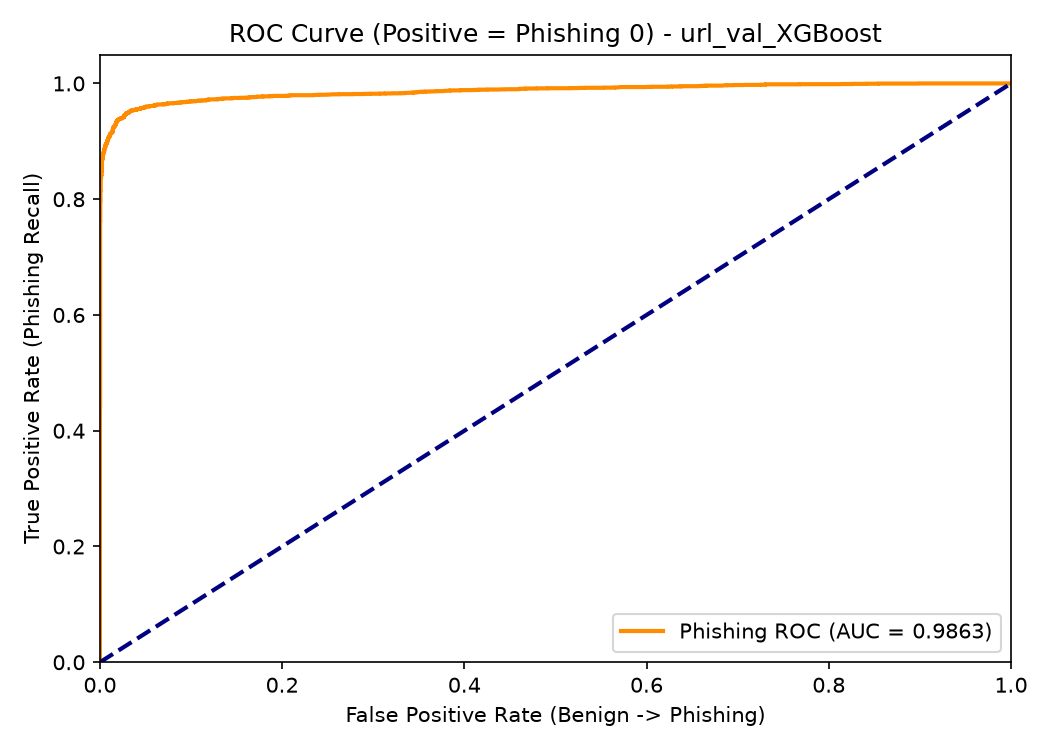 ROC Curve (Positive = Phishing 0) - url_val_XGBoost
True Positive Rate (Phishing Recall)
1.0
0.8
0.6
0.4
0.2
0.0
Phishing ROC (AUC = 0.9863)
0.0 0.2 0.4 0.6 0.8 1.0
False Positive Rate (Benign -> Phishing)